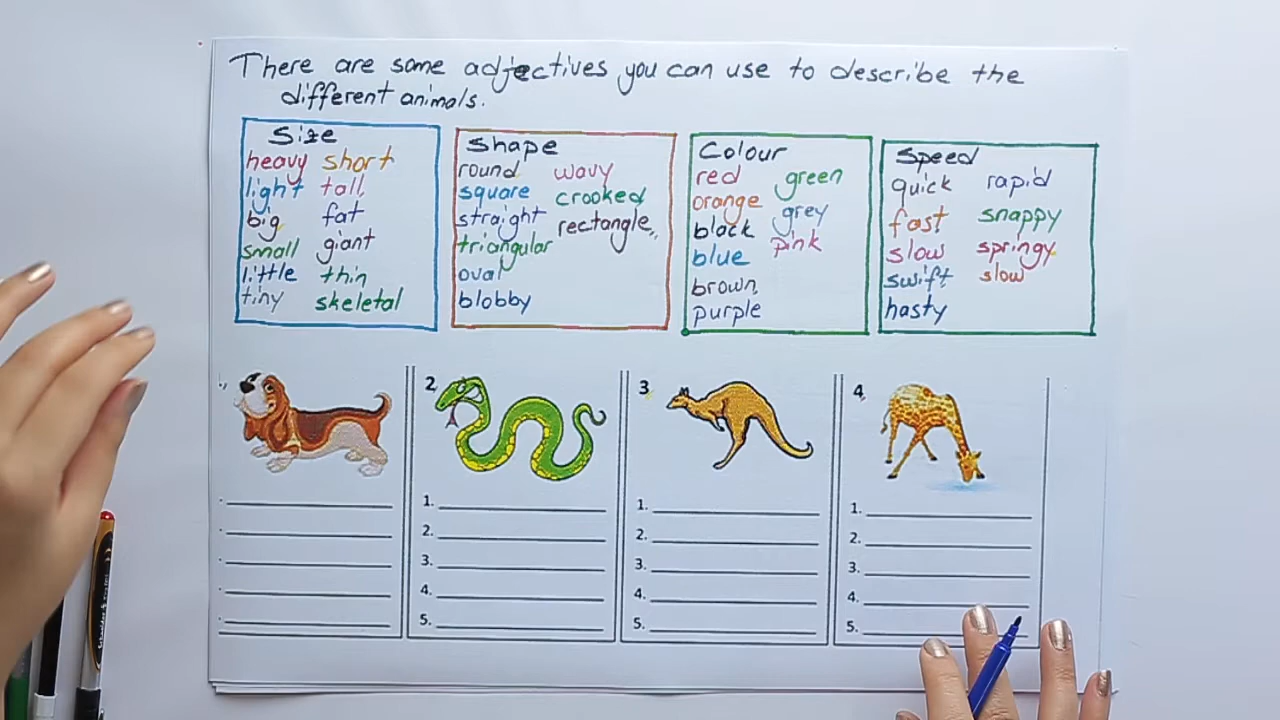 There are some adjectives you can use to describe the
different animals.
Size
heavy short
light tall
big fat
small giant
little thin
tiny skeletal
Shape
round wavy
square crooked
straight rectangle
triangular
oval
blobby
Colour
red green
orange grey
black pink
blue
brown
purple
Speed
quick rapid
fast snappy
slow springy
swift slow
hasty
2
1.
2.
3.
4.
5.
3
1.
2.
3.
4.
5.
4
1.
2.
3.
4.
5.